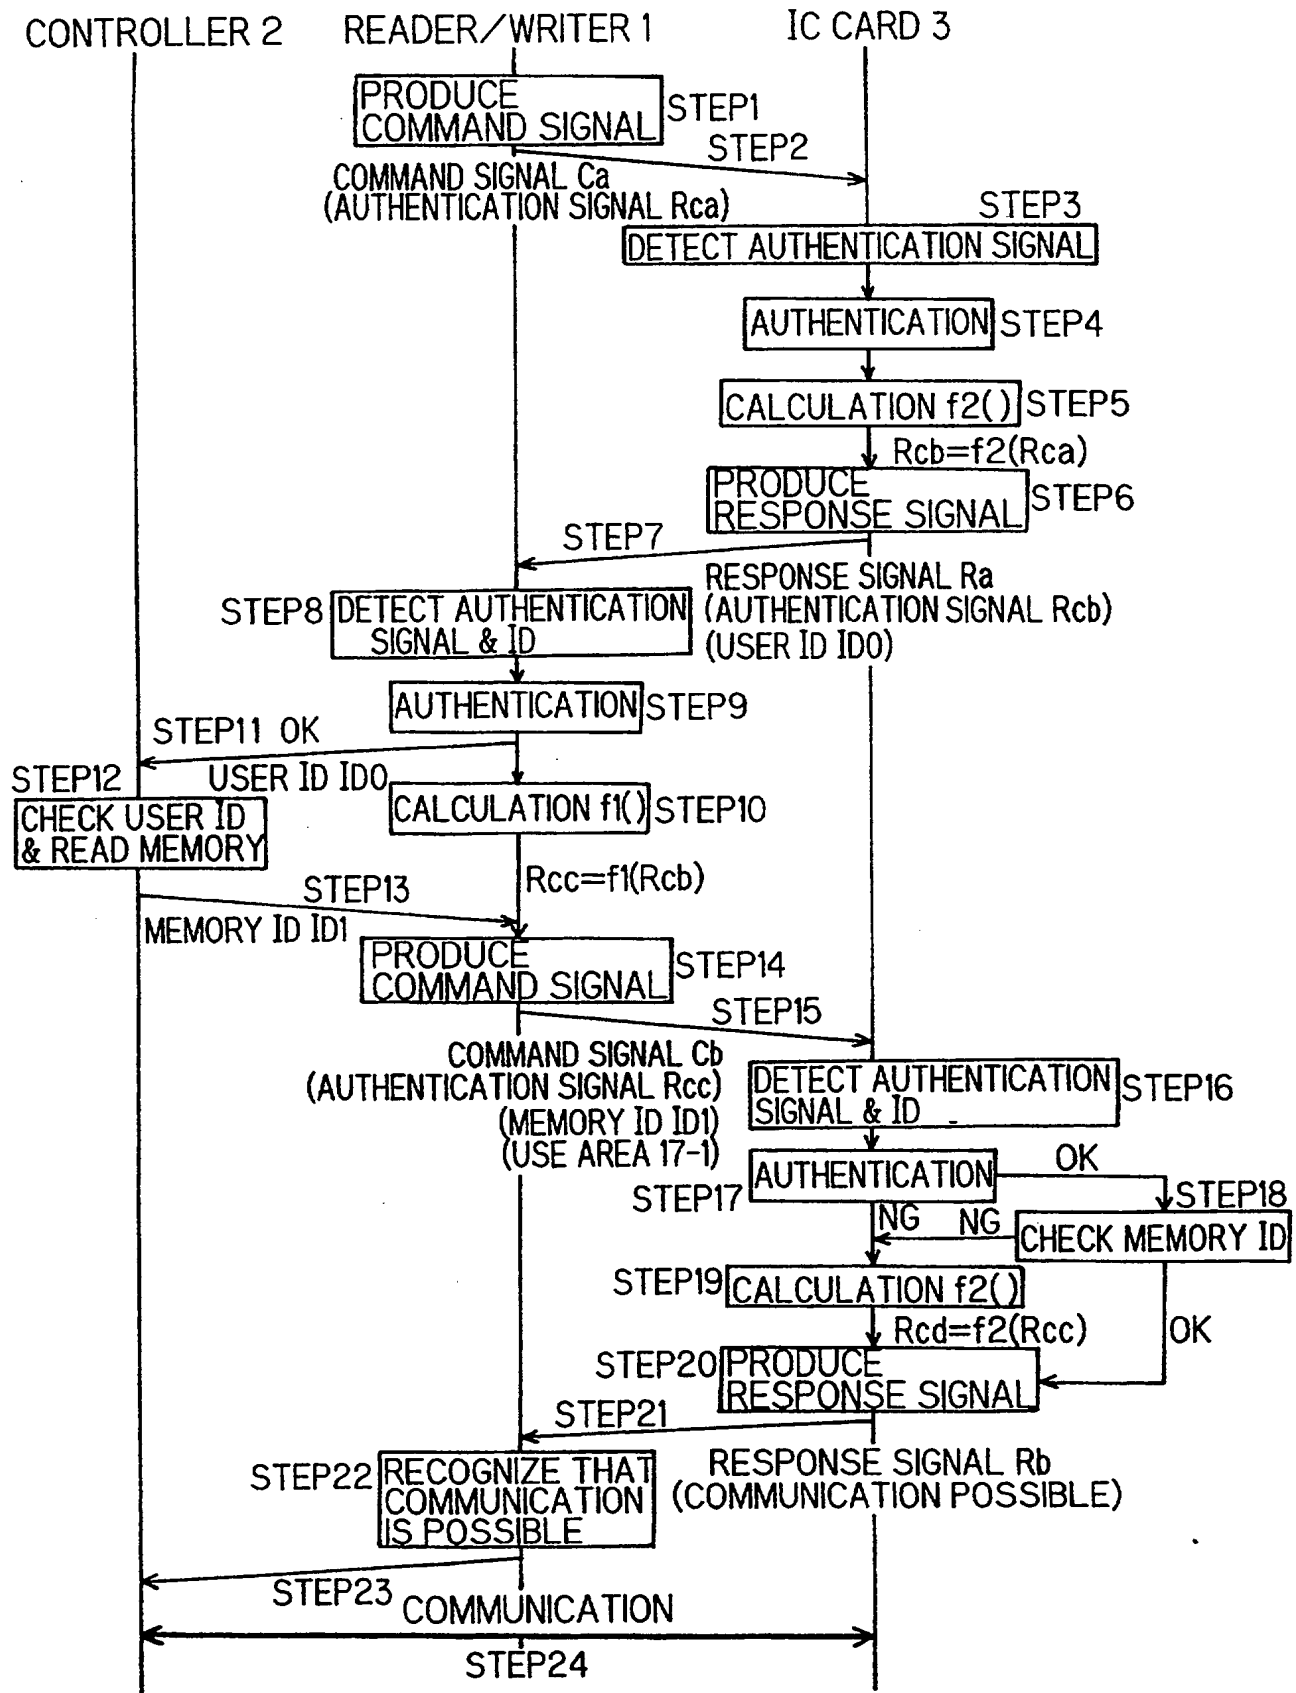 CONTROLLER 2
READER/WRITER 1
IC CARD 3
PRODUCE
COMMAND SIGNAL
STEP1
STEP2
COMMAND SIGNAL Ca
(AUTHENTICATION SIGNAL Rca)
STEP3
DETECT AUTHENTICATION SIGNAL
AUTHENTICATION
STEP4
CALCULATION f2()
STEP5
Rcb=f2(Rca)
PRODUCE
RESPONSE SIGNAL
STEP6
STEP7
RESPONSE SIGNAL Ra
(AUTHENTICATION SIGNAL Rcb)
(USER ID ID0)
STEP8
DETECT AUTHENTICATION
SIGNAL & ID
AUTHENTICATION
STEP9
STEP11 OK
USER ID ID0
STEP12
CHECK USER ID
& READ MEMORY
CALCULATION f1()
STEP10
Rcc=f1(Rcb)
STEP13
MEMORY ID ID1
PRODUCE
COMMAND SIGNAL
STEP14
STEP15
COMMAND SIGNAL Cb
(AUTHENTICATION SIGNAL Rcc)
(MEMORY ID ID1)
(USE AREA 17-1)
DETECT AUTHENTICATION
SIGNAL & ID
STEP16
AUTHENTICATION
STEP17
OK
STEP18
CHECK MEMORY ID
NG
NG
STEP19
CALCULATION f2()
Rcd=f2(Rcc)
OK
STEP20
PRODUCE
RESPONSE SIGNAL
STEP21
RESPONSE SIGNAL Rb
(COMMUNICATION POSSIBLE)
STEP22
RECOGNIZE THAT
COMMUNICATION
IS POSSIBLE
STEP23
COMMUNICATION
STEP24